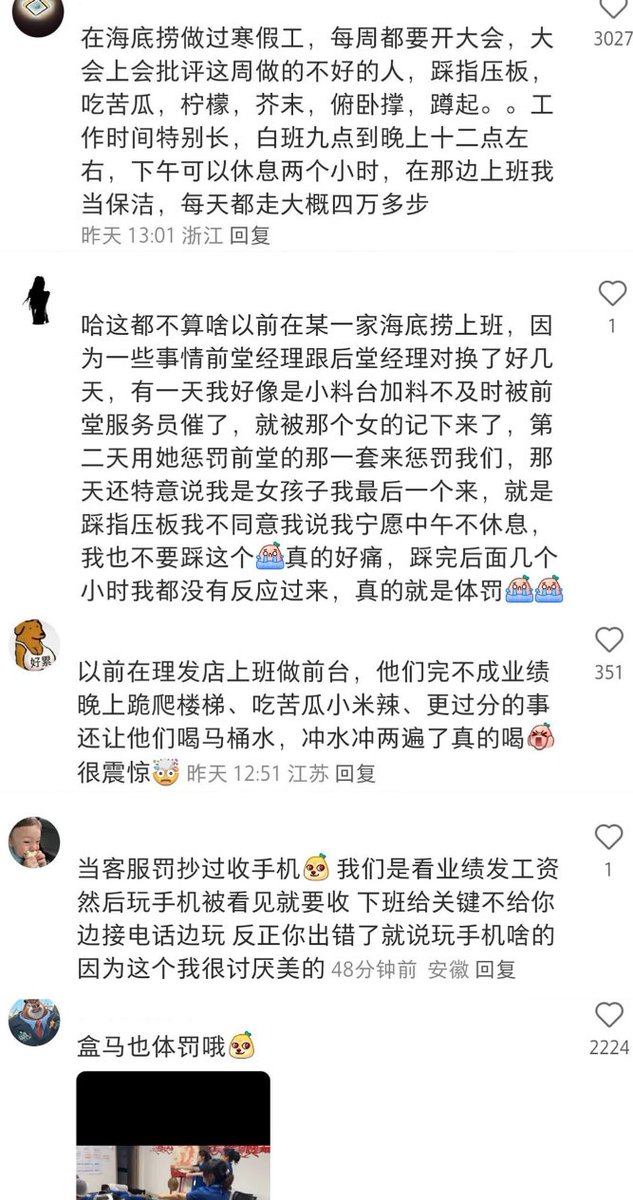 在海底捞做过寒假工，每周都要开大会，大
会上会批评这周做的不好的人，踩指压板，
吃苦瓜，柠檬，芥末，俯卧撑，蹲起。。工
作时间特别长，白班九点到晚上十二点左
右，下午可以休息两个小时，在那边上班我
当保洁，每天都走大概四万多步
昨天 13:01 浙江 回复
3027
哈这都不算啥以前在某一家海底捞上班，因
为一些事情前堂经理跟后堂经理对换了好几
天，有一天我好像是小料台加料不及时被前
堂服务员催了，就被那个女的记下来了，第
二天用她惩罚前堂的那一套来惩罚我们，那
天还特意说我是女孩子我最后一个来，就是
踩指压板我不同意我说我宁愿中午不休息，
我也不要踩这个真的好痛，踩完后面几个
小时我都没有反应过来，真的就是体罚
1
好累
以前在理发店上班做前台，他们完不成业绩
晚上跪爬楼梯、吃苦瓜小米辣、更过分的事
还让他们喝马桶水，冲水冲两遍了真的喝
很震惊 昨天 12:51 江苏 回复
351
当客服罚抄过收手机 我们是看业绩发工资
然后玩手机被看见就要收 下班给关键不给你
边接电话边玩 反正你出错了就说玩手机啥的
因为这个我很讨厌美的 48分钟前 安徽 回复
1
盒马也体罚哦
2224